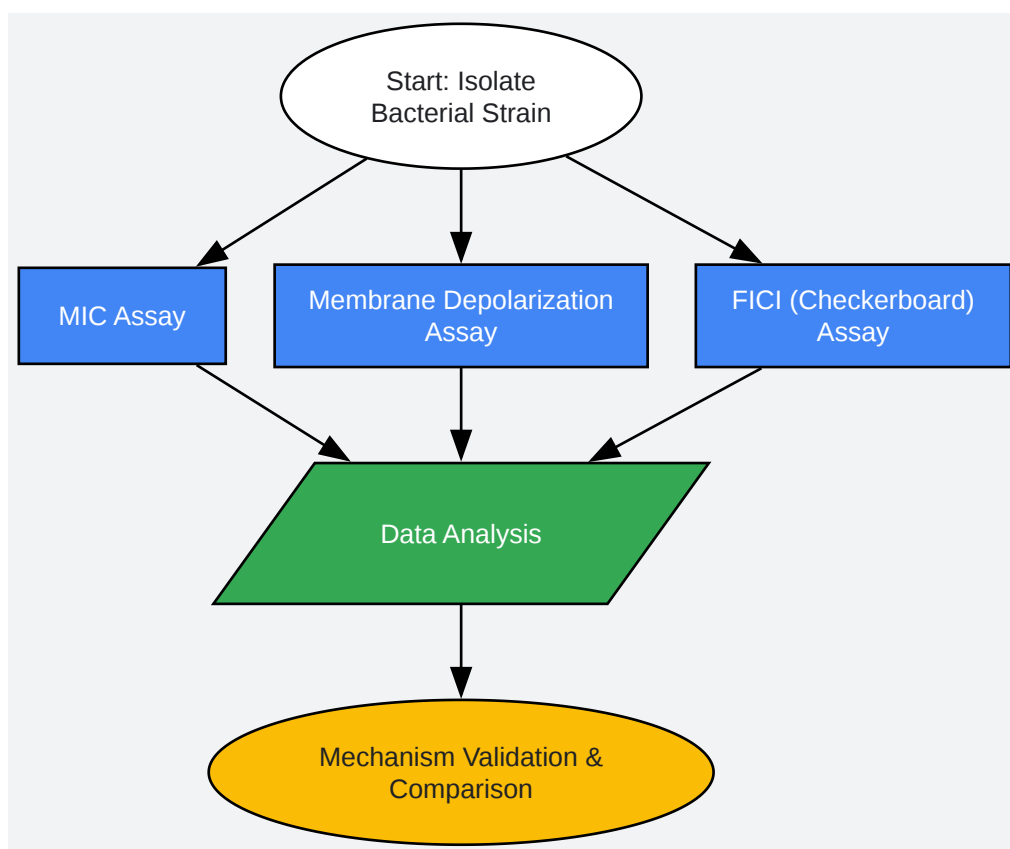 Start: Isolate
Bacterial Strain
MIC Assay
Membrane Depolarization
Assay
FICI (Checkerboard)
Assay
Data Analysis
Mechanism Validation &
Comparison